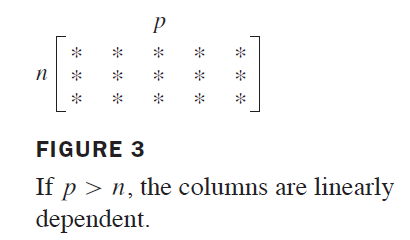 p
* * * * *
n * * * * *
* * * * *
FIGURE 3
If p > n, the columns are linearly
dependent.